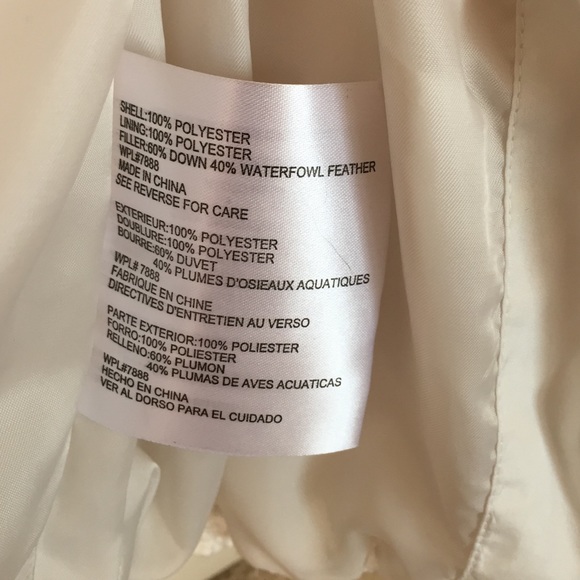 SHELL:100% POLYESTER
LINING:100% POLYESTER
FILLER:60% DOWN 40% WATERFOWL FEATHER
WPL#7888
MADE IN CHINA
SEE REVERSE FOR CARE
EXTERIEUR:100% POLYESTER
DOUBLURE:100% POLYESTER
BOURRE:60% DUVET
40% PLUMES D'OSIEAUX AQUATIQUES
WPL# 7888
FABRIQUE EN CHINE
DIRECTIVES D'ENTRETIEN AU VERSO
PARTE EXTERIOR:100% POLIESTER
FORRO:100% POLIESTER
RELLENO:60% PLUMON
40% PLUMAS DE AVES ACUATICAS
WPL#7888
HECHO EN CHINA
VER AL DORSO PARA EL CUIDADO